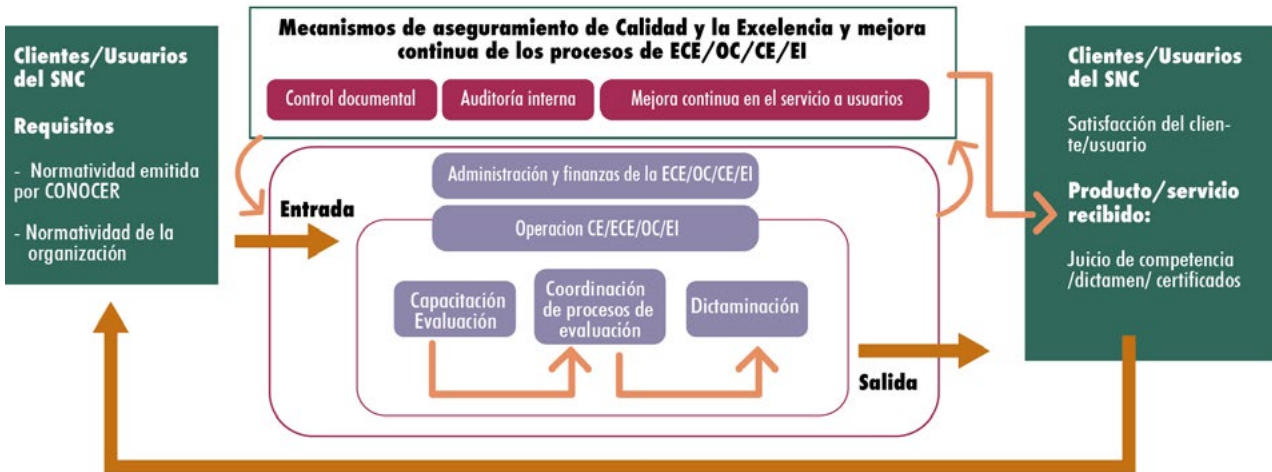 Clientes/Usuarios
del SNC
Requisitos
- Normatividad emitida
por CONOCER
- Normatividad de la
organización
Mecanismos de aseguramiento de Calidad y la Excelencia y mejora
continua de los procesos de ECE/OC/CE/EI
Control documental
Auditoría interna
Mejora continua en el servicio a usuarios
Entrada
Administración y finanzas de la ECE/OC/CE/EI
Operacion CE/ECE/OC/EI
Capacitación
Evaluación
Coordinación
de procesos de
evaluación
Dictaminación
Salida
Clientes/Usuarios
del SNC
Satisfacción del clien-
te/usuario
Producto/servicio
recibido:
Juicio de competencia
/dictamen/ certificados